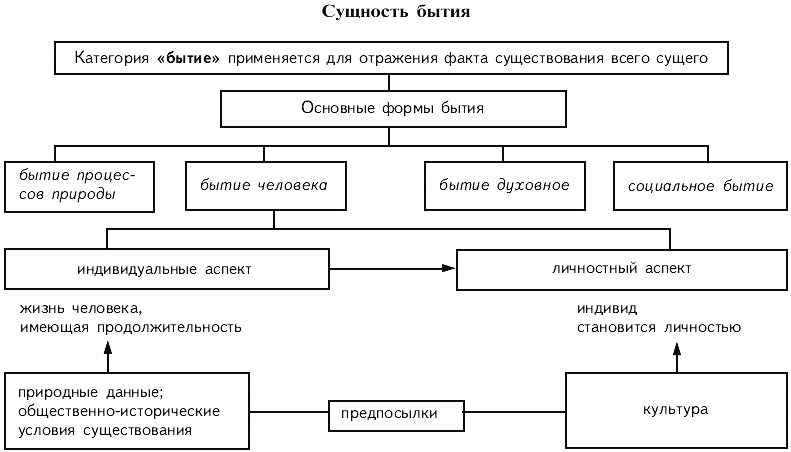 Сущность бытия
Категория «бытие» применяется для отражения факта существования всего сущего
Основные формы бытия
бытие процес-
сов природы
бытие человека
бытие духовное
социальное бытие
индивидуальные аспект
личностный аспект
жизнь человека,
имеющая продолжительность
индивид
становится личностью
природные данные;
общественно-исторические
условия существования
предпосылки
культура